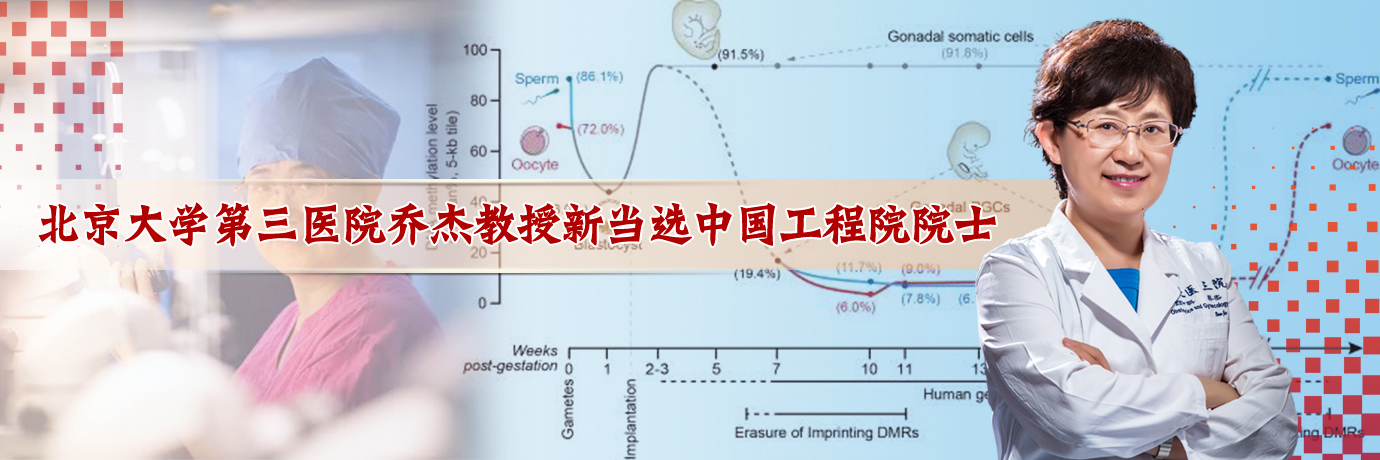 北京大学第三医院乔杰教授新当选中国工程院院士
100
80
60
40
20
0
Sperm
(86.1%)
(72.0%)
Oocyte
Blastocyst
(91.5%)
Gonadal somatic cells
(91.8%)
(19.4%)
(11.7%)
(9.0%)
(6.0%)
(7.8%)
Weeks
post-gestation
0 1 2-3 5 7 10 11 13
Gametes
Implantation
Human
Erasure of Imprinting DMRs
Sperm
Oocyte
DMRs